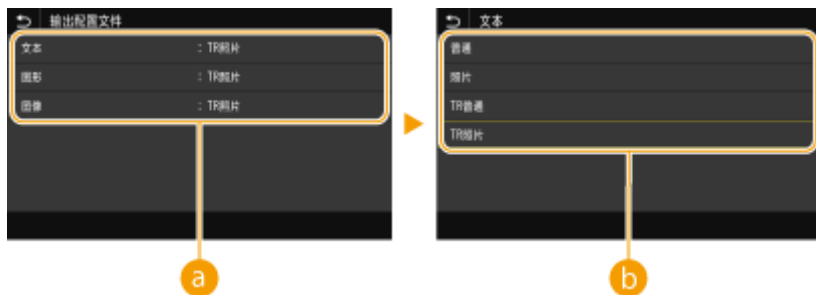 输出配置文件
文本 : TR照片
图形 : TR照片
图像 : TR照片
a
文本
普通
照片
TR普通
TR照片
b